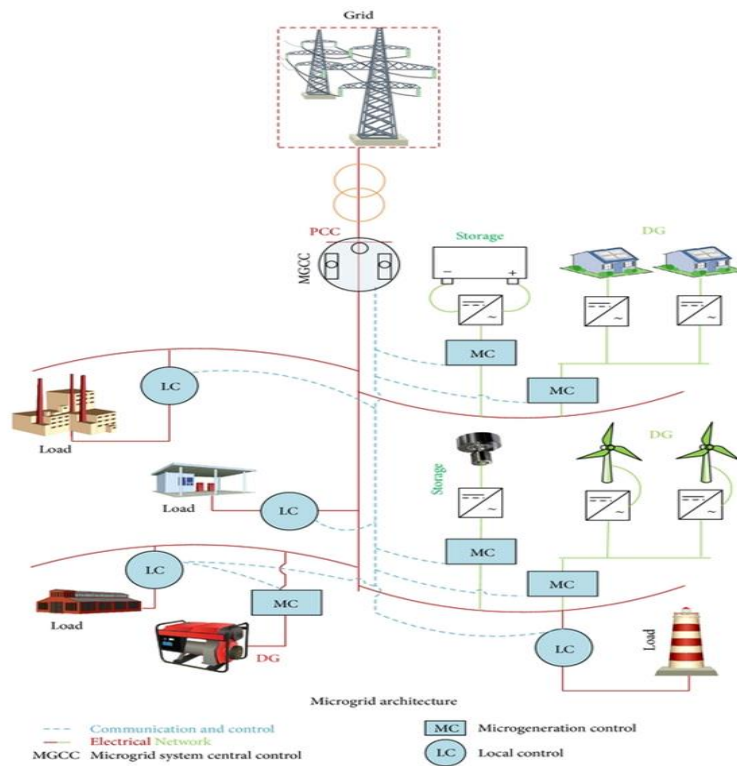 Grid
PCC
MGCC
Storage
DG
− +
MC
MC
LC
Load
Storage
DG
Load
LC
MC
MC
LC
Load
MC
DG
LC
Load
Microgrid architecture
Communication and control
Electrical Network
MGCC Microgrid system central control
MC Microgeneration control
LC Local control